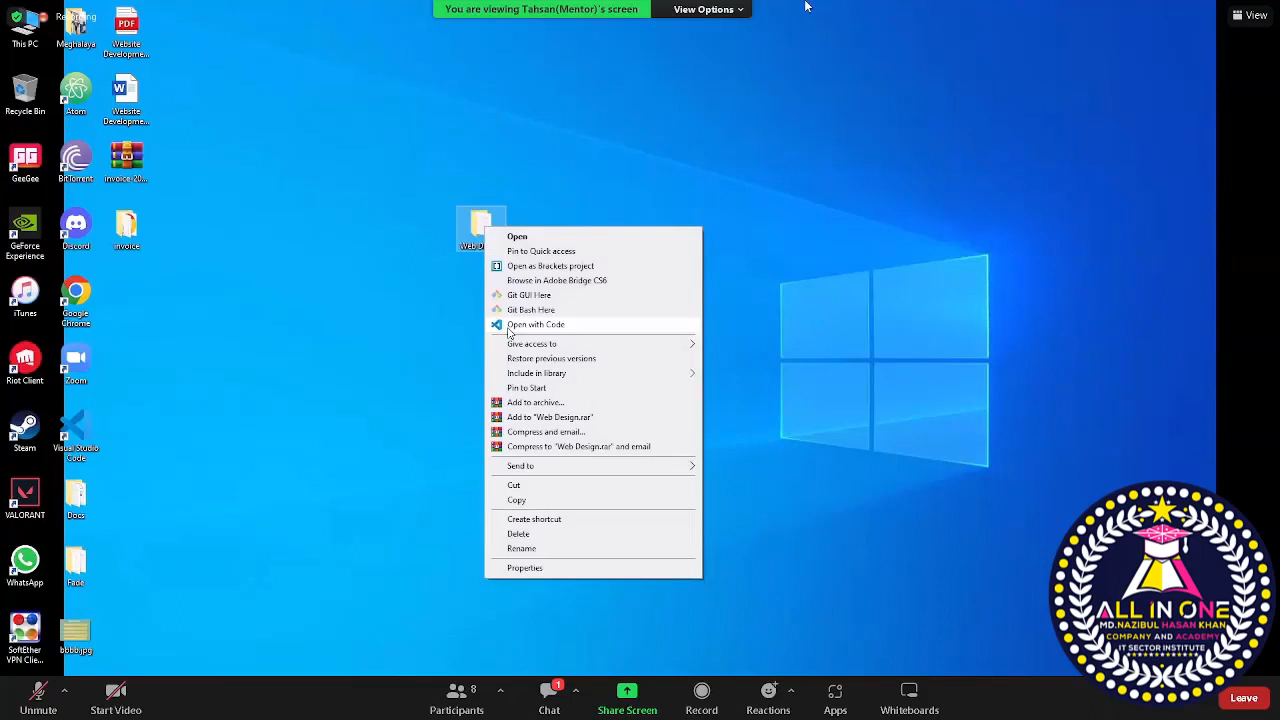 You are viewing Tahsan(Mentor)'s screen
View Options
View
This PC
Meghalaya
Website
Developme...
Recycle Bin
Atom
Website
Developme...
GeeGee
BitTorrent
invoice-20...
GeForce
Experience
Discord
invoice
iTunes
Google
Chrome
Riot Client
Zoom
Steam
Visual Studio
Code
VALORANT
Docs
WhatsApp
Fade
SoftEther
VPN Clie...
bbbb.jpg
Open
Pin to Quick access
Open as Brackets project
Browse in Adobe Bridge CS6
Git GUI Here
Git Bash Here
Open with Code
Give access to
Restore previous versions
Include in library
Pin to Start
Add to archive...
Add to "Web Design.rar"
Compress and email...
Compress to "Web Design.rar" and email
Send to
Cut
Copy
Create shortcut
Delete
Rename
Properties
ALL IN ONE
MD.NAZIBUL HASAN KHAN
COMPANY AND ACADEMY
IT SECTOR INSTITUTE
Unmute
Start Video
8
Participants
1
Chat
Share Screen
Record
Reactions
Apps
Whiteboards
Leave